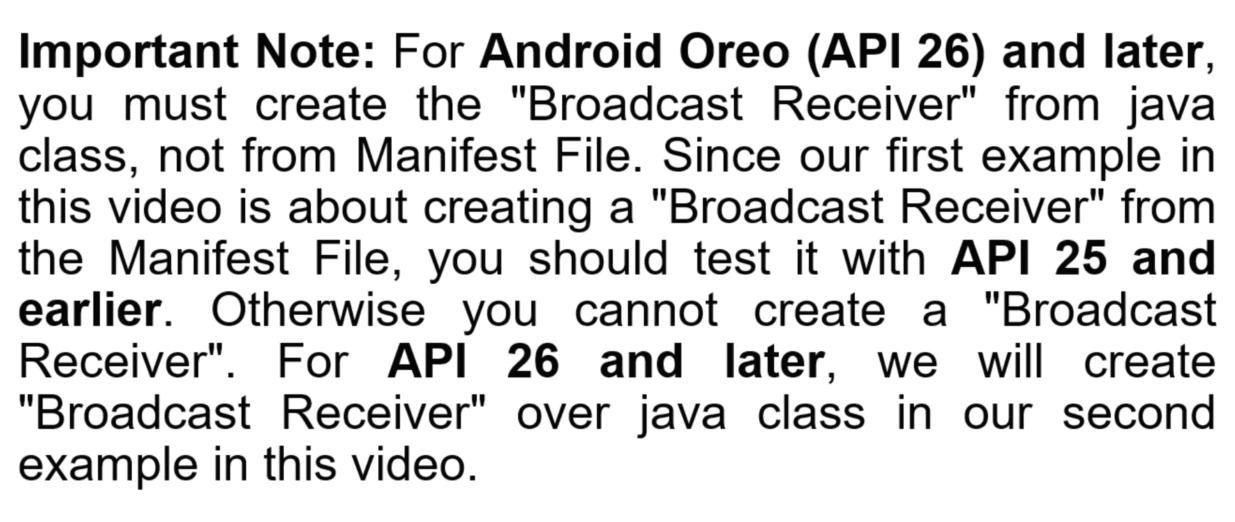 Important Note: For Android Oreo (API 26) and later,
you must create the "Broadcast Receiver" from java
class, not from Manifest File. Since our first example in
this video is about creating a "Broadcast Receiver" from
the Manifest File, you should test it with API 25 and
earlier. Otherwise you cannot create a "Broadcast
Receiver". For API 26 and later, we will create
"Broadcast Receiver" over java class in our second
example in this video.